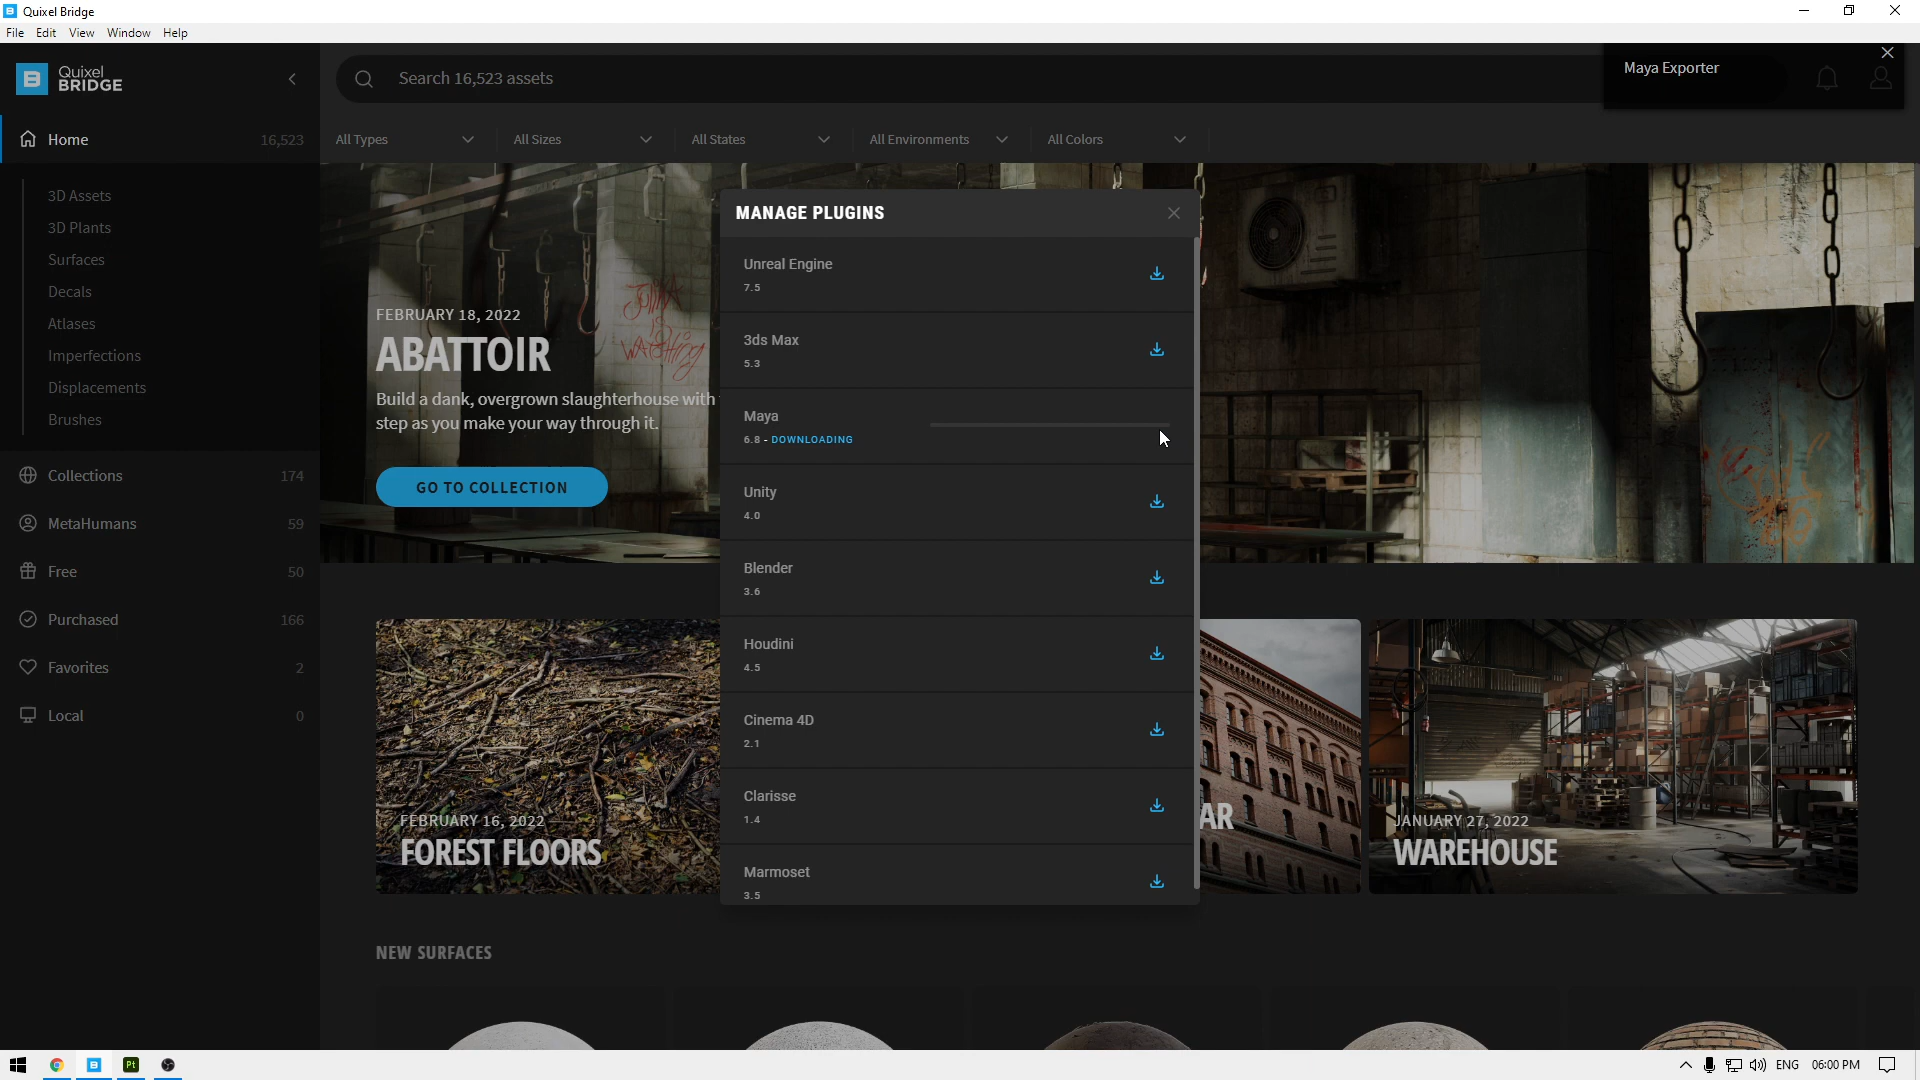 Quixel Bridge
File Edit View Window Help
Quixel
BRIDGE
Search 16,523 assets
Maya Exporter
Home 16,523
All Types All Sizes All States All Environments All Colors
3D Assets
3D Plants
Surfaces
Decals
Atlases
Imperfections
Displacements
Brushes
Collections 174
MetaHumans 59
Free 50
Purchased 166
Favorites 2
Local 0
FEBRUARY 18, 2022
ABATTOIR
Build a dank, overgrown slaughterhouse with
step as you make your way through it.
GO TO COLLECTION
MANAGE PLUGINS
Unreal Engine
7.5
3ds Max
5.3
Maya
6.8 - DOWNLOADING
Unity
4.0
Blender
3.6
Houdini
4.5
Cinema 4D
2.1
Clarisse
1.4
Marmoset
3.5
FEBRUARY 16, 2022
FOREST FLOORS
AR
JANUARY 27, 2022
WAREHOUSE
NEW SURFACES
Pt
ENG 06:00 PM